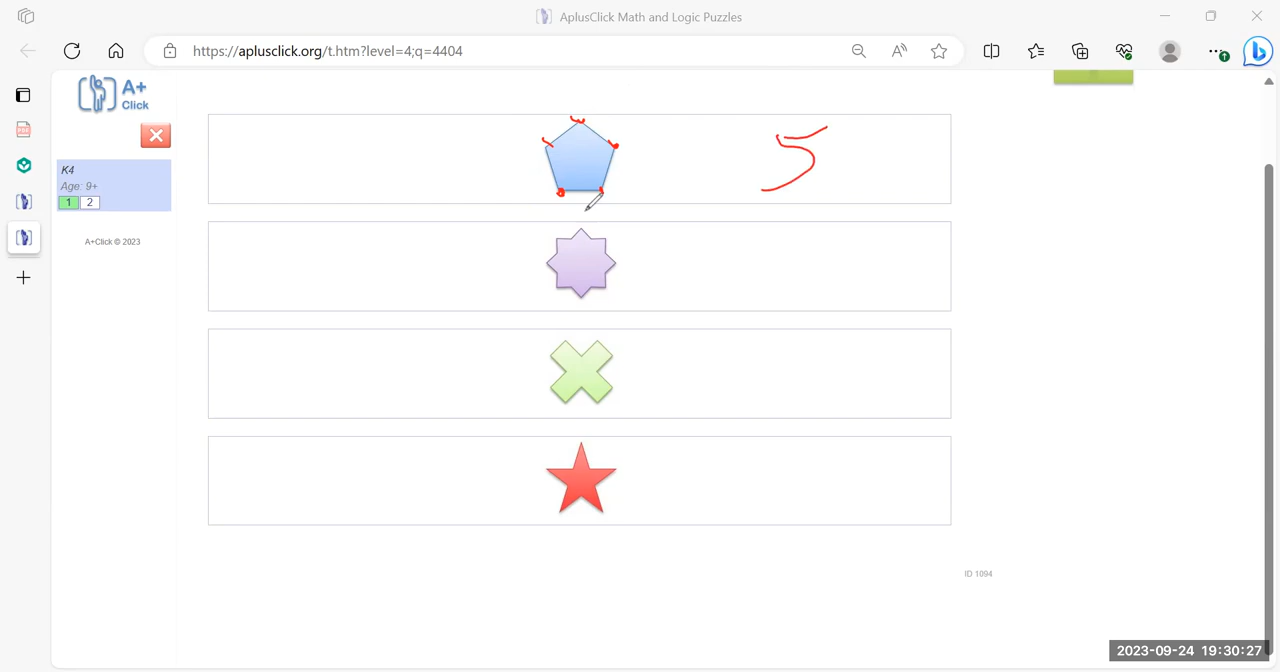 AplusClick Math and Logic Puzzles
https://aplusclick.org/t.htm?level=4;q=4404
A+
Click
K4
Age: 9+
1 2
A+Click © 2023
5
ID 1094
2023-09-24 19:30:27